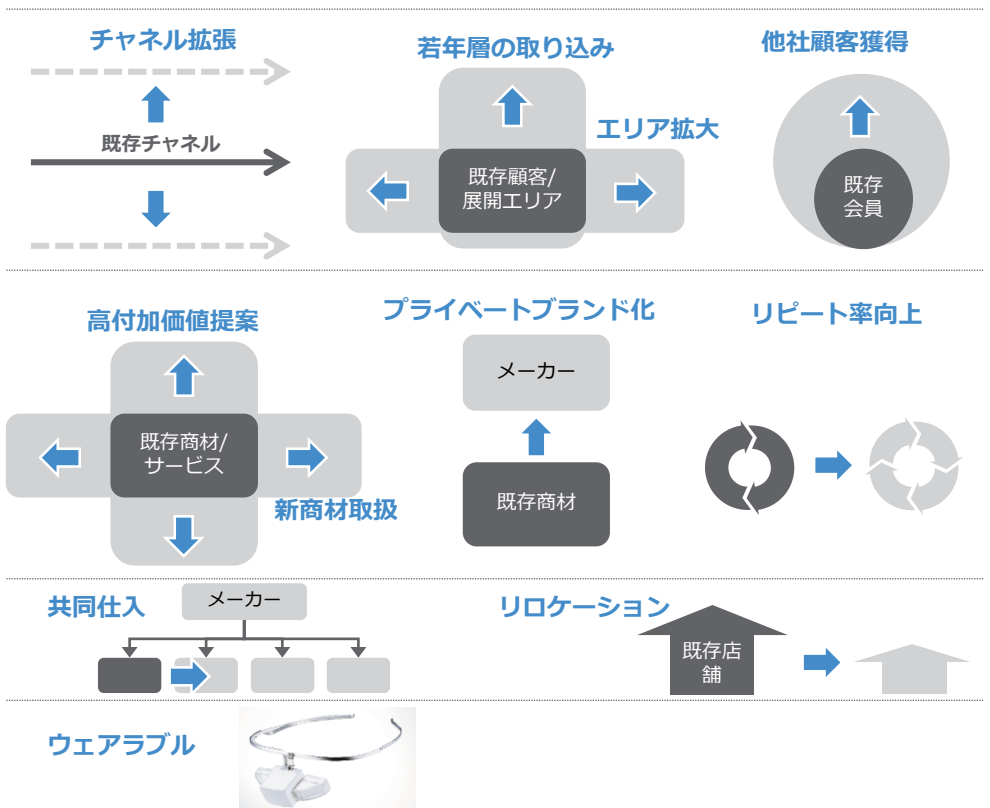 チャネル拡張
若年層の取り込み
他社顧客獲得
既存チャネル
エリア拡大
既存顧客/
展開エリア
既存
会員
高付加価値提案
プライベートブランド化
リピート率向上
メーカー
既存商材/
サービス
既存商材
新商材取扱
共同仕入
メーカー
リロケーション
既存店
舗
ウェアラブル